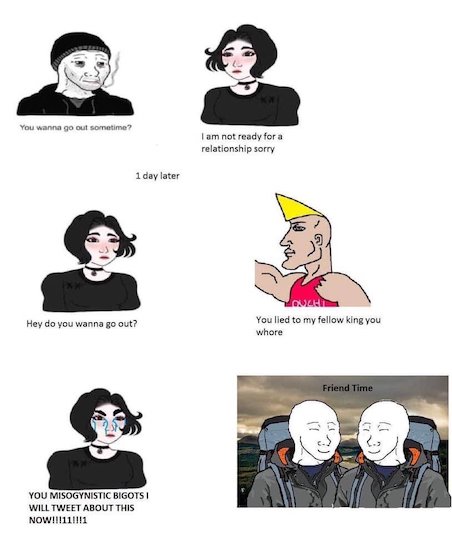 You wanna go out sometime?
I am not ready for a
relationship sorry
1 day later
Hey do you wanna go out?
OUCH!
You lied to my fellow king you
whore
Friend Time
YOU MISOGYNISTIC BIGOTS I
WILL TWEET ABOUT THIS
NOW!!!11!!!1